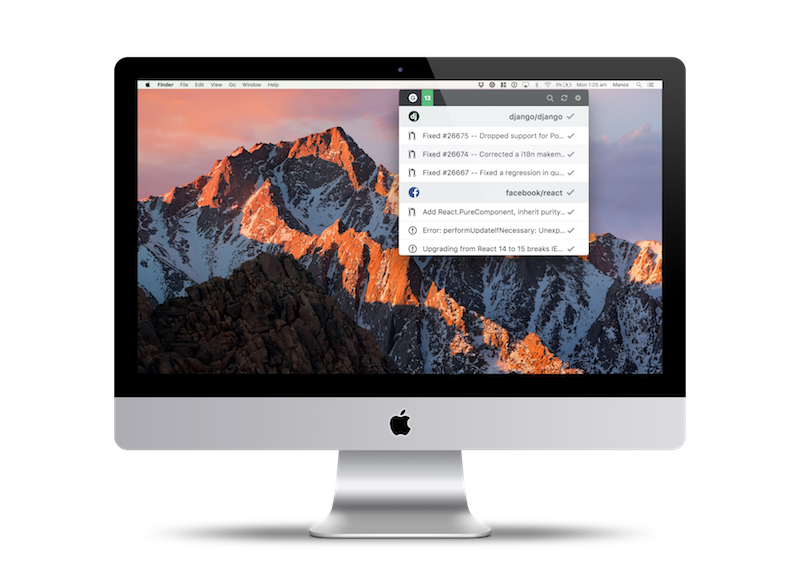 Finder File Edit View Go Window Help
Mon 1:25 am Manos
12
django/django
Fixed #26675 -- Dropped support for Po...
Fixed #26674 -- Corrected a i18n makem...
Fixed #26667 -- Fixed a regression in qu...
facebook/react
Add React.PureComponent, inherit purity...
Error: performUpdateIfNecessary: Unexp...
Upgrading from React 14 to 15 breaks IE...